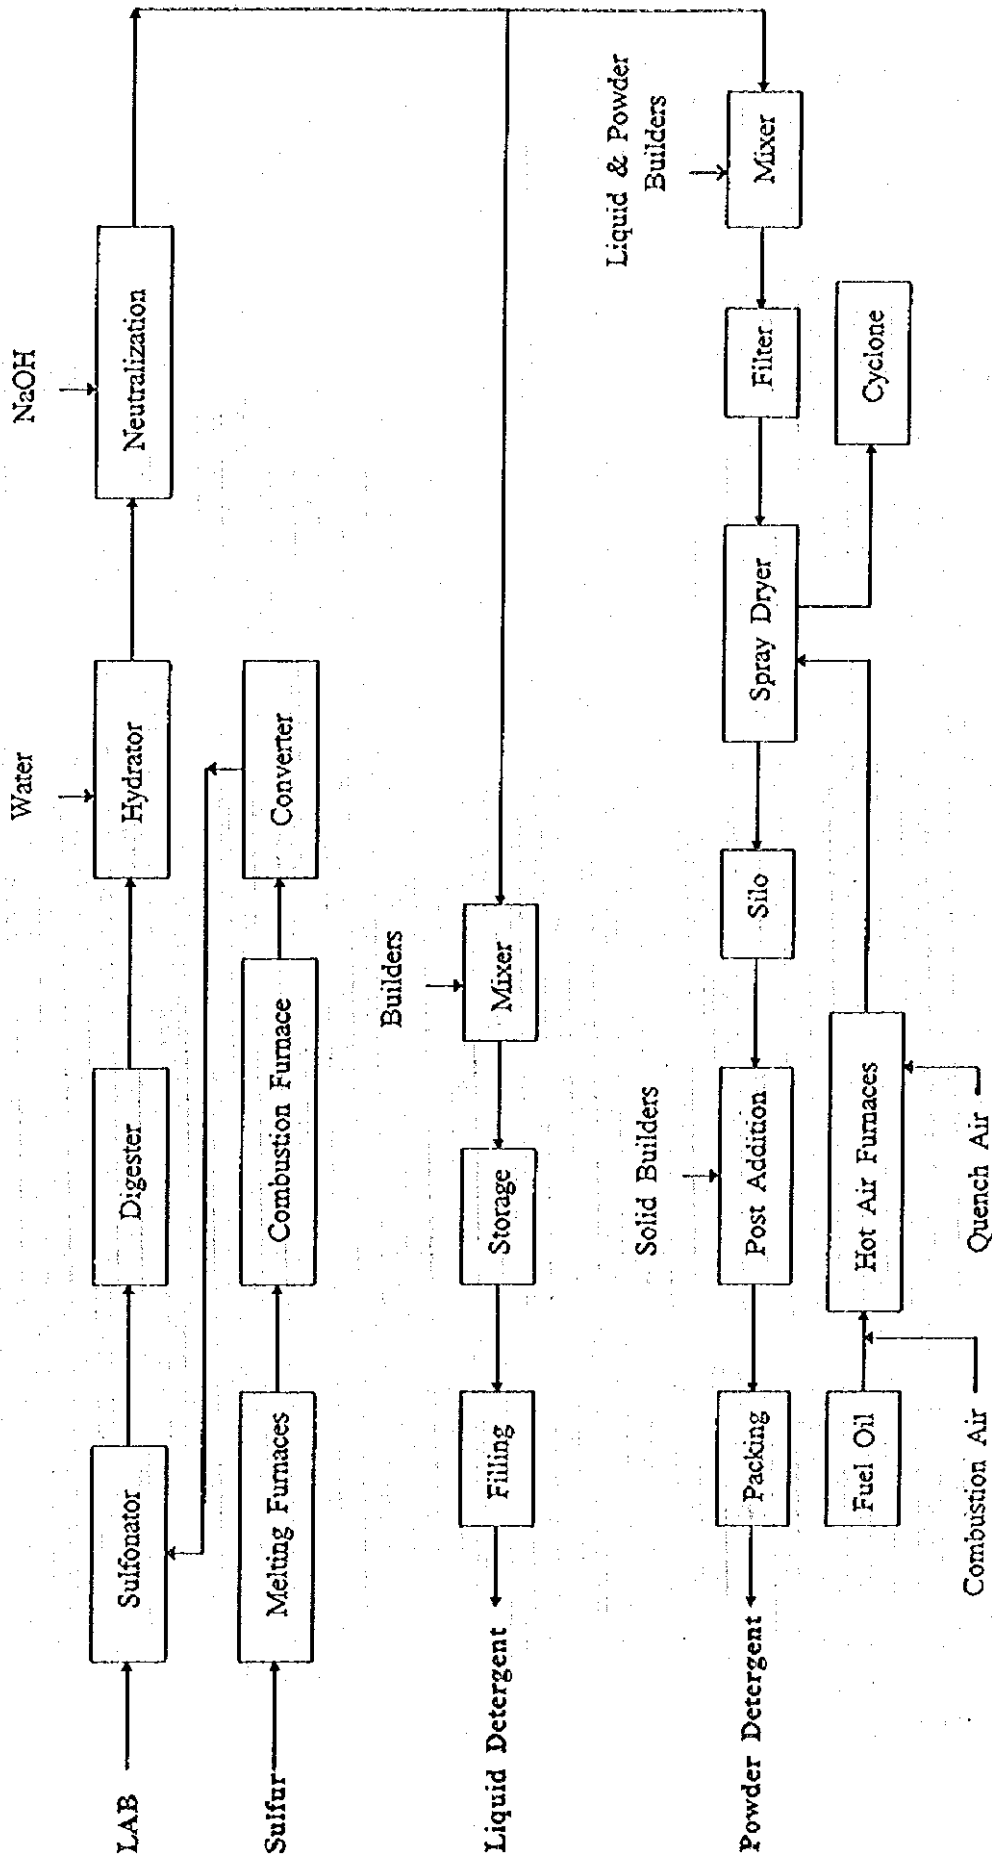 Water
NaOH
LAB
Sulfonator
Digester
Hydrator
Neutralization
Sulfur
Melting Furnaces
Combustion Furnace
Converter
Builders
Liquid Detergent
Filling
Storage
Mixer
Liquid & Powder
Builders
Solid Builders
Powder Detergent
Packing
Post Addition
Silo
Spray Dryer
Filter
Mixer
Fuel Oil
Hot Air Furnaces
Cyclone
Combustion Air
Quench Air